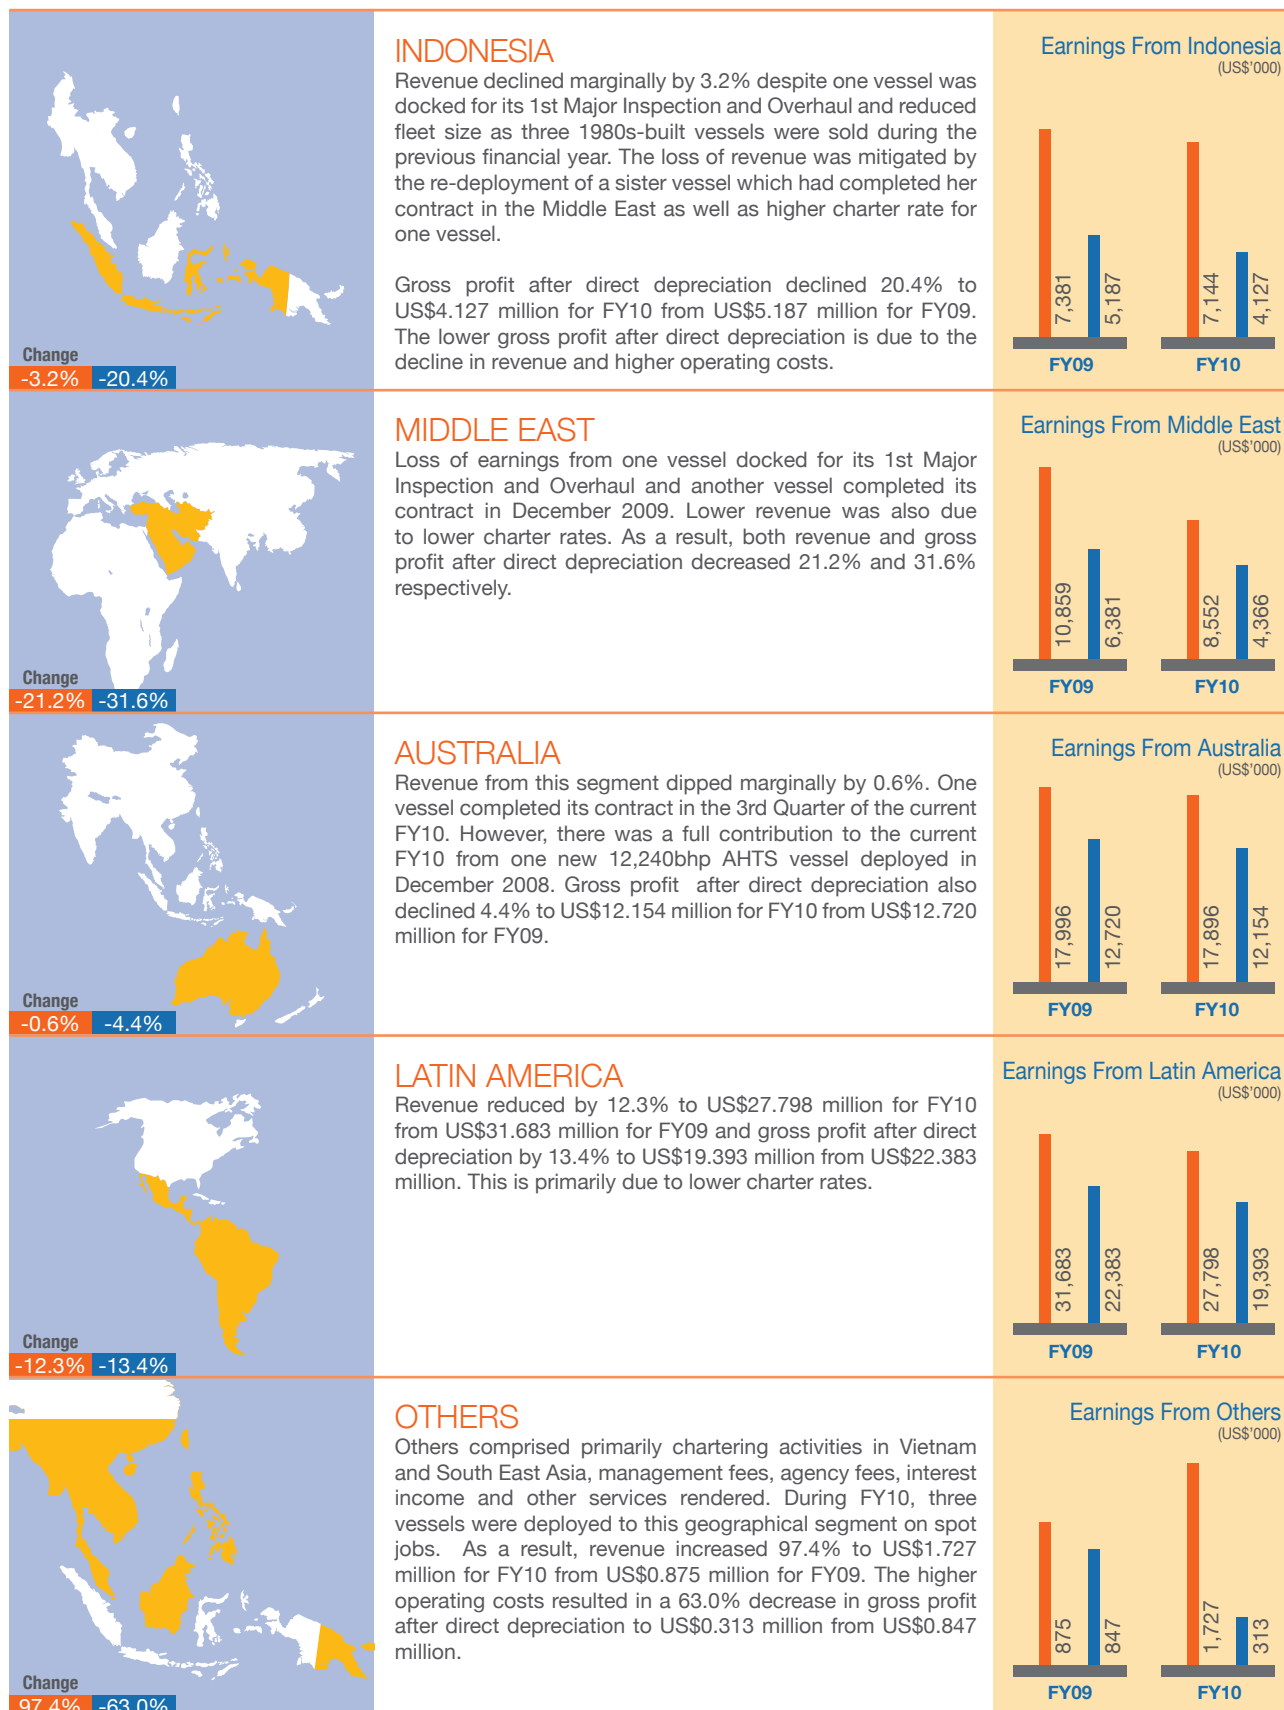 INDONESIA
Revenue declined marginally by 3.2% despite one vessel was
docked for its 1st Major Inspection and Overhaul and reduced
fleet size as three 1980s-built vessels were sold during the
previous financial year. The loss of revenue was mitigated by
the re-deployment of a sister vessel which had completed her
contract in the Middle East as well as higher charter rate for
one vessel.
Gross profit after direct depreciation declined 20.4% to
US$4.127 million for FY10 from US$5.187 million for FY09.
The lower gross profit after direct depreciation is due to the
decline in revenue and higher operating costs.
Change
-3.2% -20.4%
Earnings From Indonesia
(US$'000)
7,381 5,187 7,144 4,127
FY09 FY10
MIDDLE EAST
Loss of earnings from one vessel docked for its 1st Major
Inspection and Overhaul and another vessel completed its
contract in December 2009. Lower revenue was also due
to lower charter rates. As a result, both revenue and gross
profit after direct depreciation decreased 21.2% and 31.6%
respectively.
Change
-21.2% -31.6%
Earnings From Middle East
(US$'000)
10,859 6,381 8,552 4,366
FY09 FY10
AUSTRALIA
Revenue from this segment dipped marginally by 0.6%. One
vessel completed its contract in the 3rd Quarter of the current
FY10. However, there was a full contribution to the current
FY10 from one new 12,240bhp AHTS vessel deployed in
December 2008. Gross profit after direct depreciation also
declined 4.4% to US$12.154 million for FY10 from US$12.720
million for FY09.
Change
-0.6% -4.4%
Earnings From Australia
(US$'000)
17,996 12,720 17,896 12,154
FY09 FY10
LATIN AMERICA
Revenue reduced by 12.3% to US$27.798 million for FY10
from US$31.683 million for FY09 and gross profit after direct
depreciation by 13.4% to US$19.393 million from US$22.383
million. This is primarily due to lower charter rates.
Change
-12.3% -13.4%
Earnings From Latin America
(US$'000)
31,683 22,383 27,798 19,393
FY09 FY10
OTHERS
Others comprised primarily chartering activities in Vietnam
and South East Asia, management fees, agency fees, interest
income and other services rendered. During FY10, three
vessels were deployed to this geographical segment on spot
jobs. As a result, revenue increased 97.4% to US$1.727
million for FY10 from US$0.875 million for FY09. The higher
operating costs resulted in a 63.0% decrease in gross profit
after direct depreciation to US$0.313 million from US$0.847
million.
Change
97.4% -63.0%
Earnings From Others
(US$'000)
875 847 1,727 313
FY09 FY10